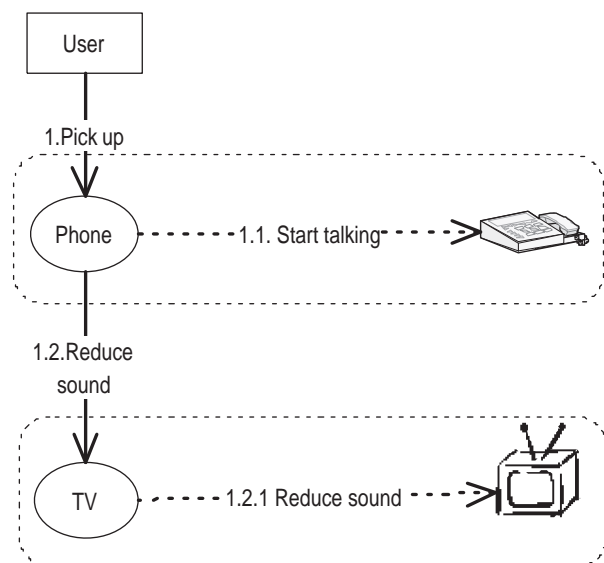 User
1.Pick up
Phone
1.1. Start talking
1.2.Reduce
sound
TV
1.2.1 Reduce sound